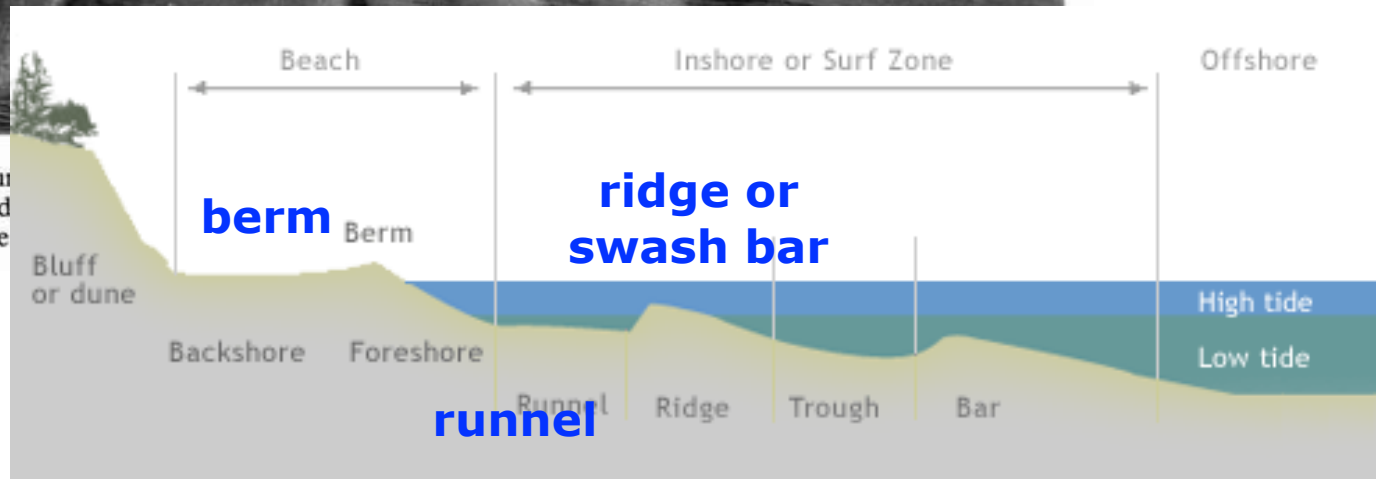 Beach
Inshore or Surf Zone
Offshore
ridge or
swash bar
berm
Berm
Bluff
or dune
High tide
Backshore
Foreshore
Low tide
Runnel
Ridge
Trough
Bar
runnel